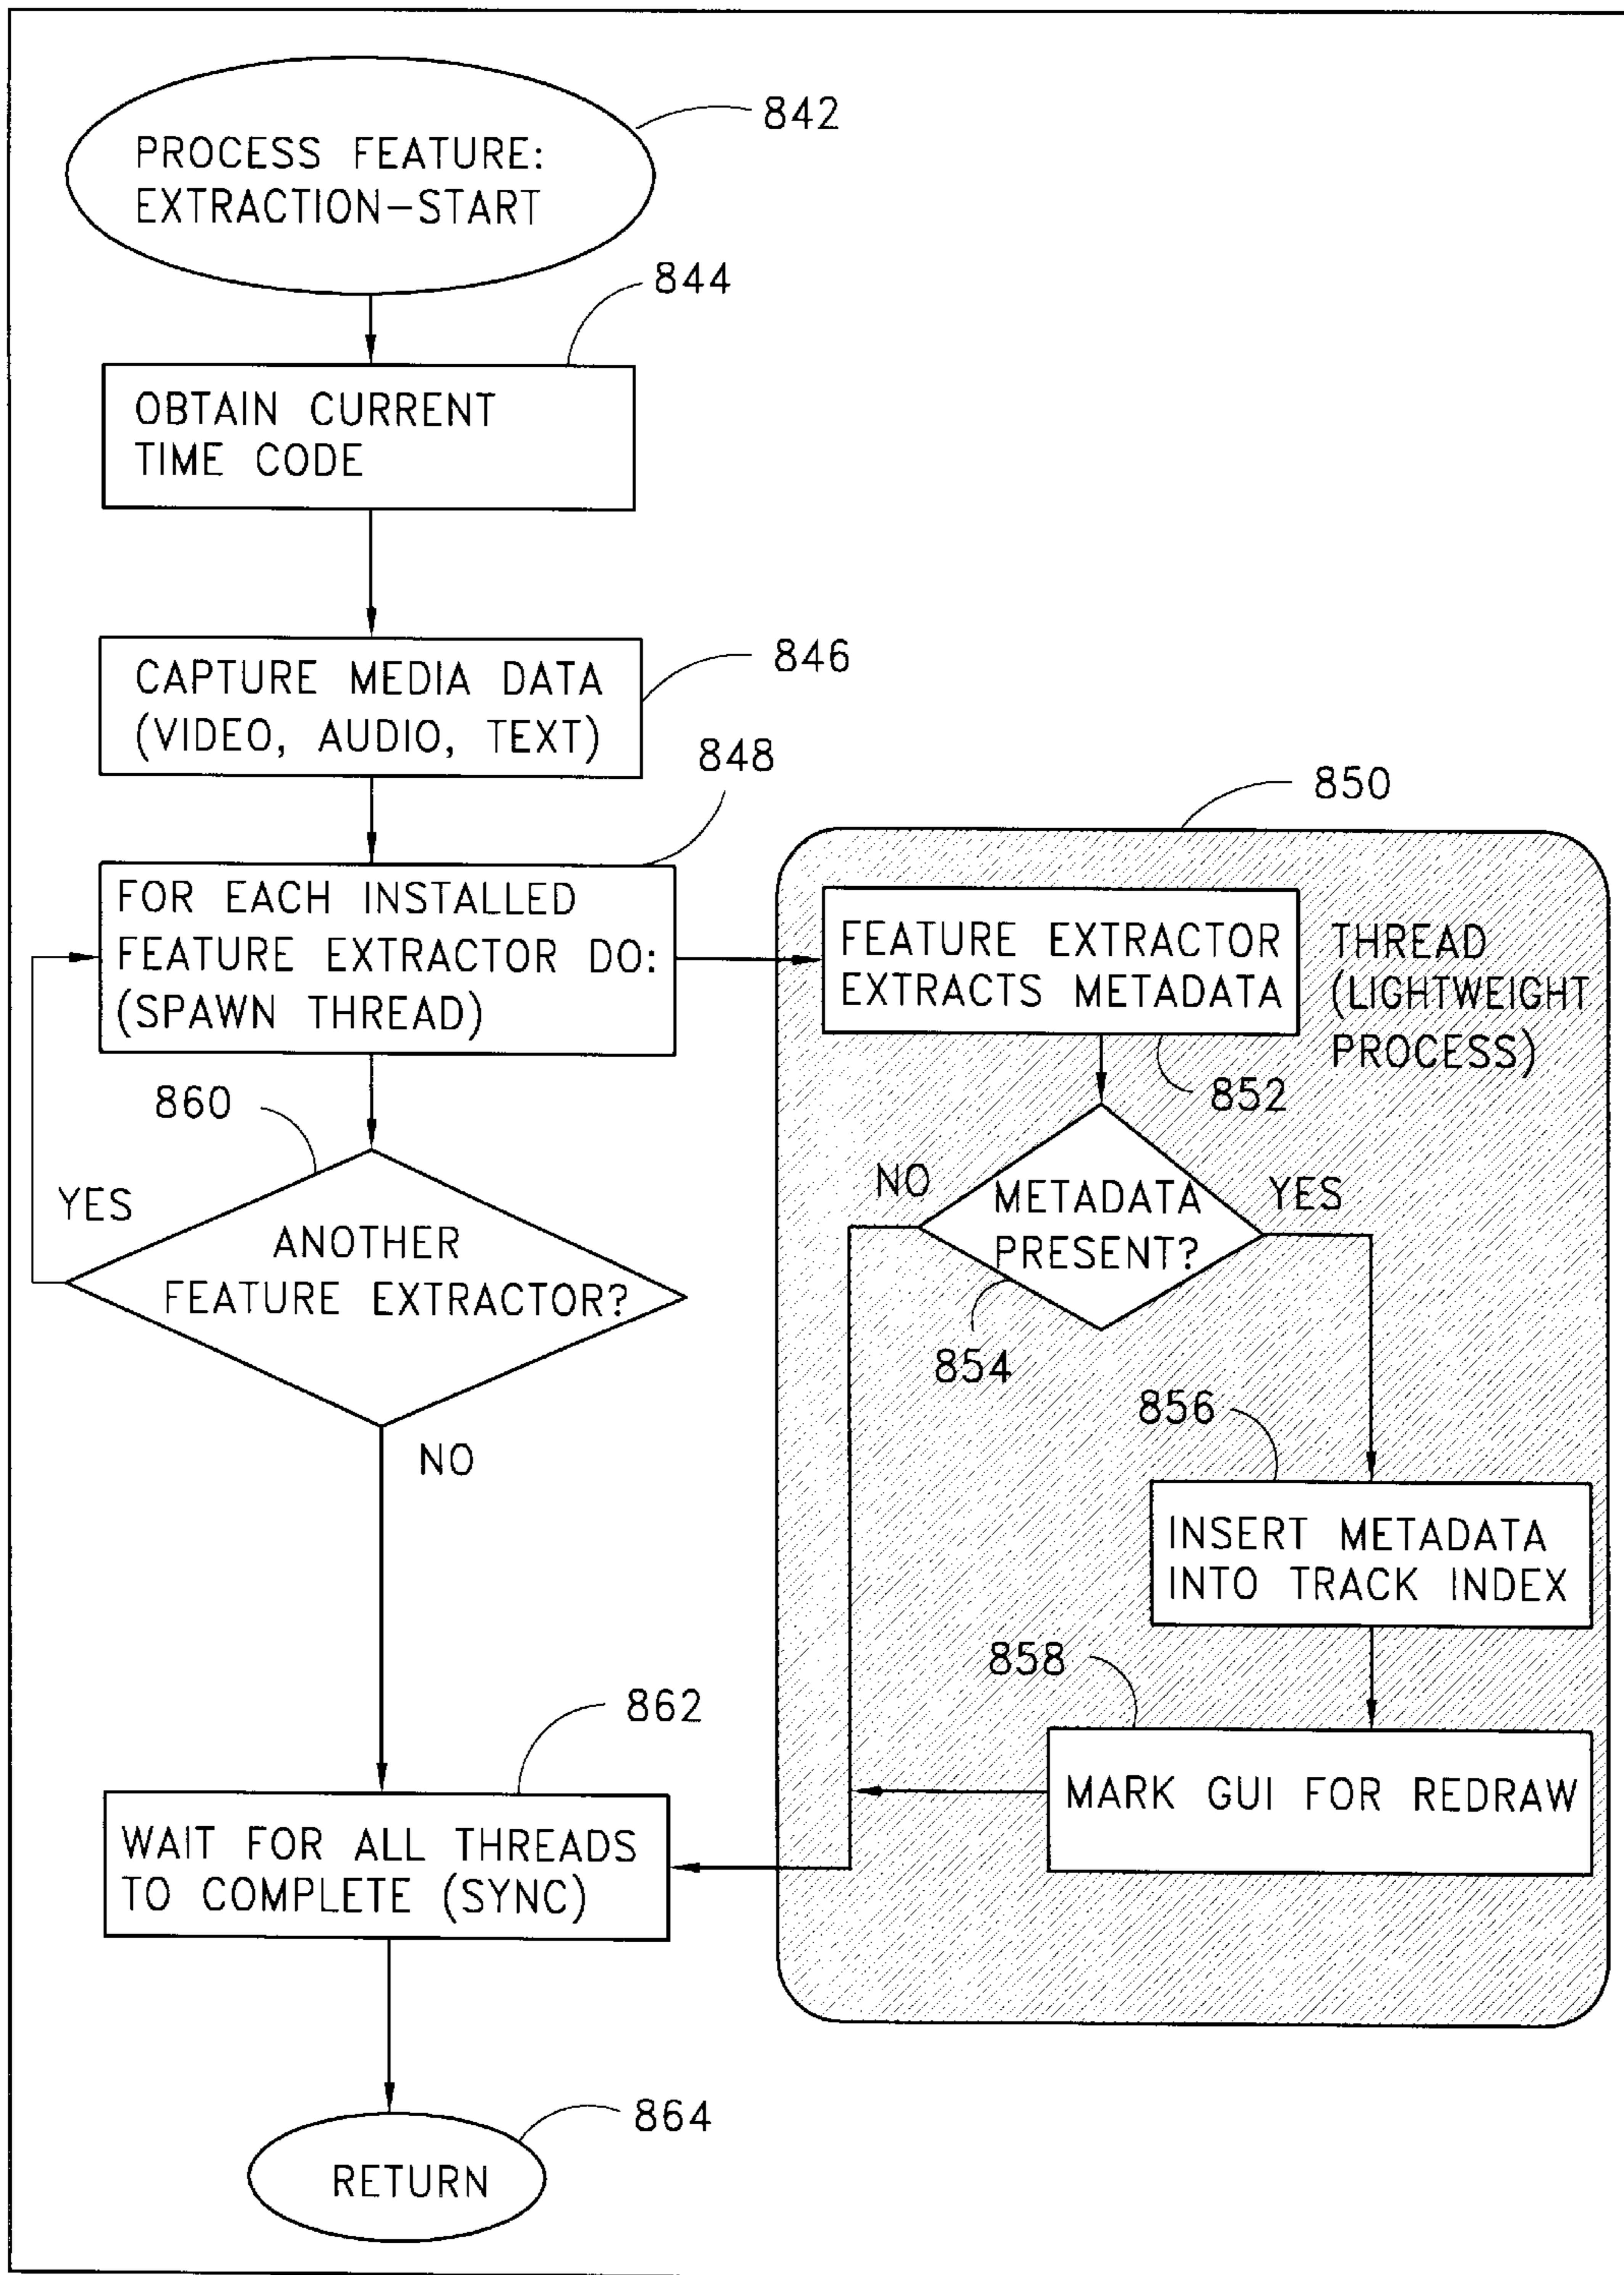 842
PROCESS FEATURE:
EXTRACTION-START
844
OBTAIN CURRENT
TIME CODE
846
CAPTURE MEDIA DATA
(VIDEO, AUDIO, TEXT)
848
FOR EACH INSTALLED
FEATURE EXTRACTOR DO:
(SPAWN THREAD)
850
FEATURE EXTRACTOR
EXTRACTS METADATA
THREAD
(LIGHTWEIGHT
PROCESS)
852
860
YES
ANOTHER
FEATURE EXTRACTOR?
NO
NO
METADATA
PRESENT?
YES
854
856
INSERT METADATA
INTO TRACK INDEX
858
MARK GUI FOR REDRAW
862
WAIT FOR ALL THREADS
TO COMPLETE (SYNC)
864
RETURN